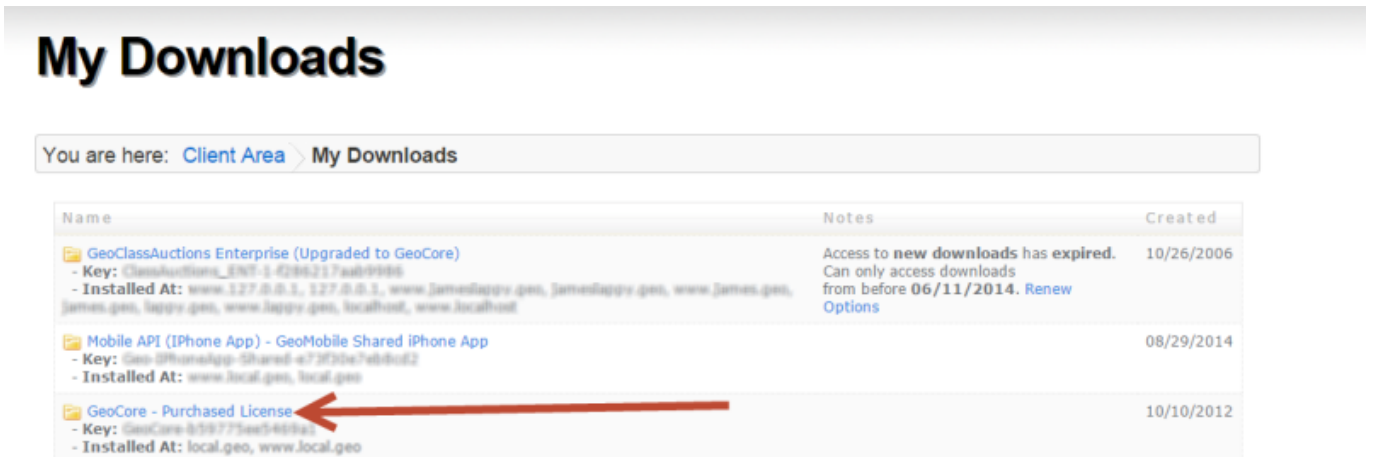 My Downloads
You are here: Client Area My Downloads
Name Notes Created
GeoClassAuctions Enterprise (Upgraded to GeoCore) Access to new downloads has expired. 10/26/2006
- Key: Can only access downloads
- Installed At: from before 06/11/2014. Renew
Options
Mobile API (IPhone App) - GeoMobile Shared iPhone App 08/29/2014
- Key:
- Installed At:
GeoCore - Purchased License 10/10/2012
- Key:
- Installed At: local.geo, www.local.geo